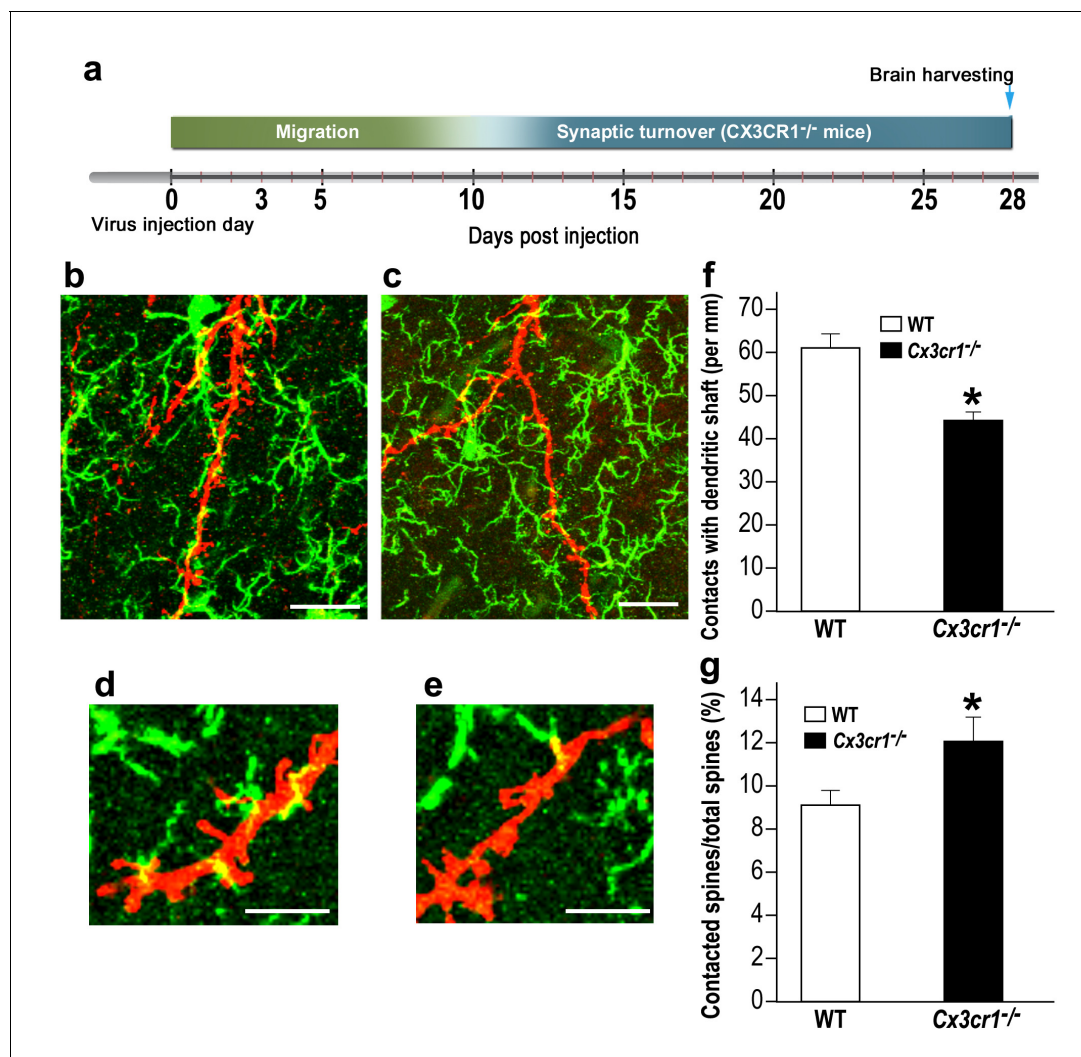 a
Brain harvesting
Migration
Synaptic turnover (CX3CR1-/- mice)
0 3 5 10 15 20 25 28
Virus injection day
Days post injection
b
c
d
e
f
Contacts with dendritic shaft (per mm)
70
60
50
40
30
20
10
0
WT
Cx3cr1-/-
*
WT
Cx3cr1-/-
g
Contacted spines/total spines (%)
14
12
10
8
6
4
2
0
WT
Cx3cr1-/-
*
WT
Cx3cr1-/-